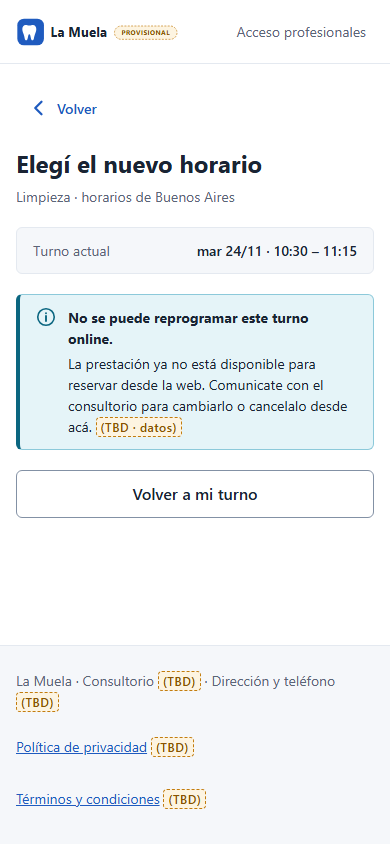 La Muela PROVISIONAL Acceso profesionales
Volver
Elegí el nuevo horario
Limpieza · horarios de Buenos Aires
Turno actual mar 24/11 · 10:30 – 11:15
No se puede reprogramar este turno
online.
La prestación ya no está disponible para
reservar desde la web. Comunicate con el
consultorio para cambiarlo o cancelalo desde
acá. (TBD · datos)
Volver a mi turno
La Muela · Consultorio (TBD) · Dirección y teléfono
(TBD)
Política de privacidad (TBD)
Términos y condiciones (TBD)